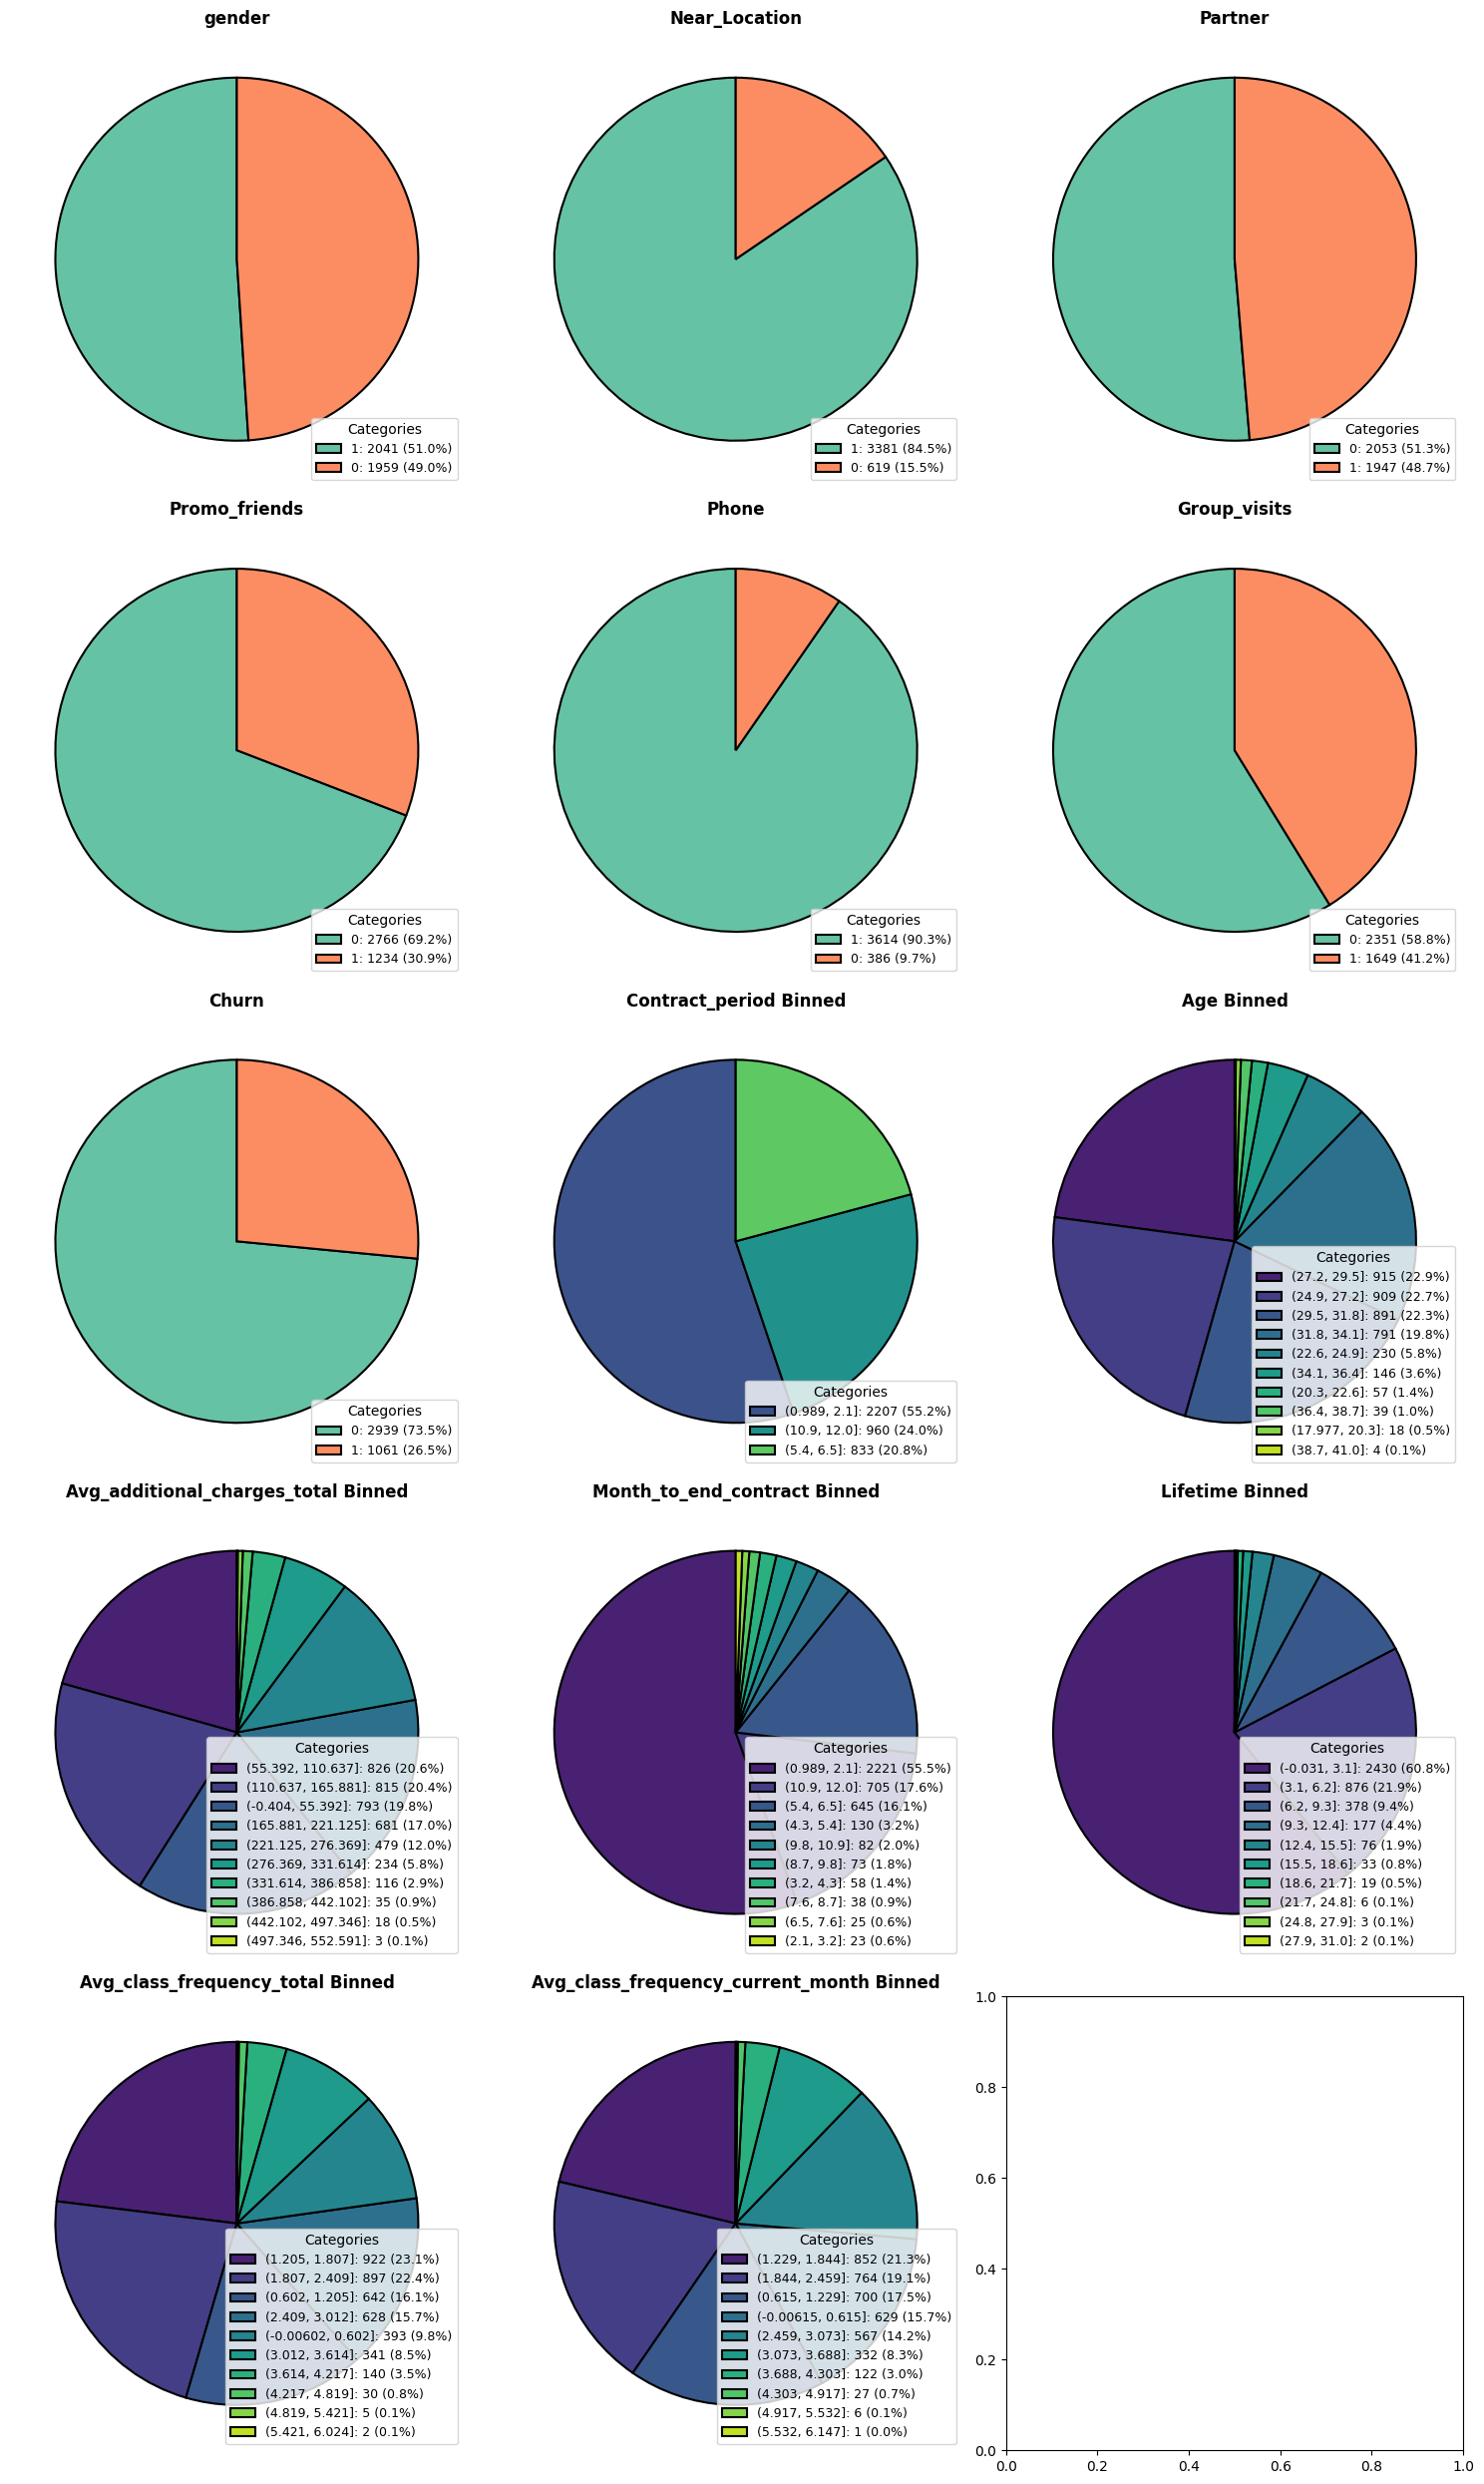 gender
Near_Location
Partner
Categories
1: 2041 (51.0%)
0: 1959 (49.0%)
Categories
1: 3381 (84.5%)
0: 619 (15.5%)
Categories
0: 2053 (51.3%)
1: 1947 (48.7%)
Promo_friends
Phone
Group_visits
Categories
0: 2766 (69.2%)
1: 1234 (30.9%)
Categories
1: 3614 (90.3%)
0: 386 (9.7%)
Categories
0: 2351 (58.8%)
1: 1649 (41.2%)
Churn
Contract_period Binned
Age Binned
Categories
0: 2939 (73.5%)
1: 1061 (26.5%)
Categories
(0.989, 2.1]: 2207 (55.2%)
(10.9, 12.0]: 960 (24.0%)
(5.4, 6.5]: 833 (20.8%)
Categories
(27.2, 29.5]: 915 (22.9%)
(24.9, 27.2]: 909 (22.7%)
(29.5, 31.8]: 891 (22.3%)
(31.8, 34.1]: 791 (19.8%)
(22.6, 24.9]: 230 (5.8%)
(34.1, 36.4]: 146 (3.6%)
(20.3, 22.6]: 57 (1.4%)
(36.4, 38.7]: 39 (1.0%)
(17.977, 20.3]: 18 (0.5%)
(38.7, 41.0]: 4 (0.1%)
Avg_additional_charges_total Binned
Month_to_end_contract Binned
Lifetime Binned
Categories
(55.392, 110.637]: 826 (20.6%)
(110.637, 165.881]: 815 (20.4%)
(-0.404, 55.392]: 793 (19.8%)
(165.881, 221.125]: 681 (17.0%)
(221.125, 276.369]: 479 (12.0%)
(276.369, 331.614]: 234 (5.8%)
(331.614, 386.858]: 116 (2.9%)
(386.858, 442.102]: 35 (0.9%)
(442.102, 497.346]: 18 (0.5%)
(497.346, 552.591]: 3 (0.1%)
Categories
(0.989, 2.1]: 2221 (55.5%)
(10.9, 12.0]: 705 (17.6%)
(5.4, 6.5]: 645 (16.1%)
(4.3, 5.4]: 130 (3.2%)
(9.8, 10.9]: 82 (2.0%)
(8.7, 9.8]: 73 (1.8%)
(3.2, 4.3]: 58 (1.4%)
(7.6, 8.7]: 38 (0.9%)
(6.5, 7.6]: 25 (0.6%)
(2.1, 3.2]: 23 (0.6%)
Categories
(-0.031, 3.1]: 2430 (60.8%)
(3.1, 6.2]: 876 (21.9%)
(6.2, 9.3]: 378 (9.4%)
(9.3, 12.4]: 177 (4.4%)
(12.4, 15.5]: 76 (1.9%)
(15.5, 18.6]: 33 (0.8%)
(18.6, 21.7]: 19 (0.5%)
(21.7, 24.8]: 6 (0.1%)
(24.8, 27.9]: 3 (0.1%)
(27.9, 31.0]: 2 (0.1%)
Avg_class_frequency_total Binned
Avg_class_frequency_current_month Binned
Categories
(1.205, 1.807]: 922 (23.1%)
(1.807, 2.409]: 897 (22.4%)
(0.602, 1.205]: 642 (16.1%)
(2.409, 3.012]: 628 (15.7%)
(-0.00602, 0.602]: 393 (9.8%)
(3.012, 3.614]: 341 (8.5%)
(3.614, 4.217]: 140 (3.5%)
(4.217, 4.819]: 30 (0.8%)
(4.819, 5.421]: 5 (0.1%)
(5.421, 6.024]: 2 (0.1%)
Categories
(1.229, 1.844]: 852 (21.3%)
(1.844, 2.459]: 764 (19.1%)
(0.615, 1.229]: 700 (17.5%)
(-0.00615, 0.615]: 629 (15.7%)
(2.459, 3.073]: 567 (14.2%)
(3.073, 3.688]: 332 (8.3%)
(3.688, 4.303]: 122 (3.0%)
(4.303, 4.917]: 27 (0.7%)
(4.917, 5.532]: 6 (0.1%)
(5.532, 6.147]: 1 (0.0%)
1.0
0.8
0.6
0.4
0.2
0.0
0.0 0.2 0.4 0.6 0.8 1.0